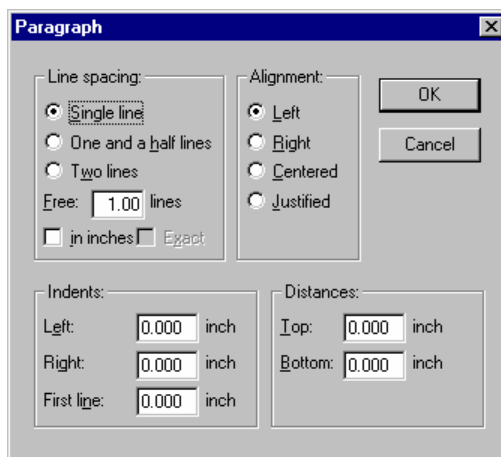 Paragraph
Line spacing:
Single line
One and a half lines
Two lines
Free: 1.00 lines
in inches Exact
Alignment:
Left
Right
Centered
Justified
OK
Cancel
Indents:
Left: 0.000 inch
Right: 0.000 inch
First line: 0.000 inch
Distances:
Top: 0.000 inch
Bottom: 0.000 inch